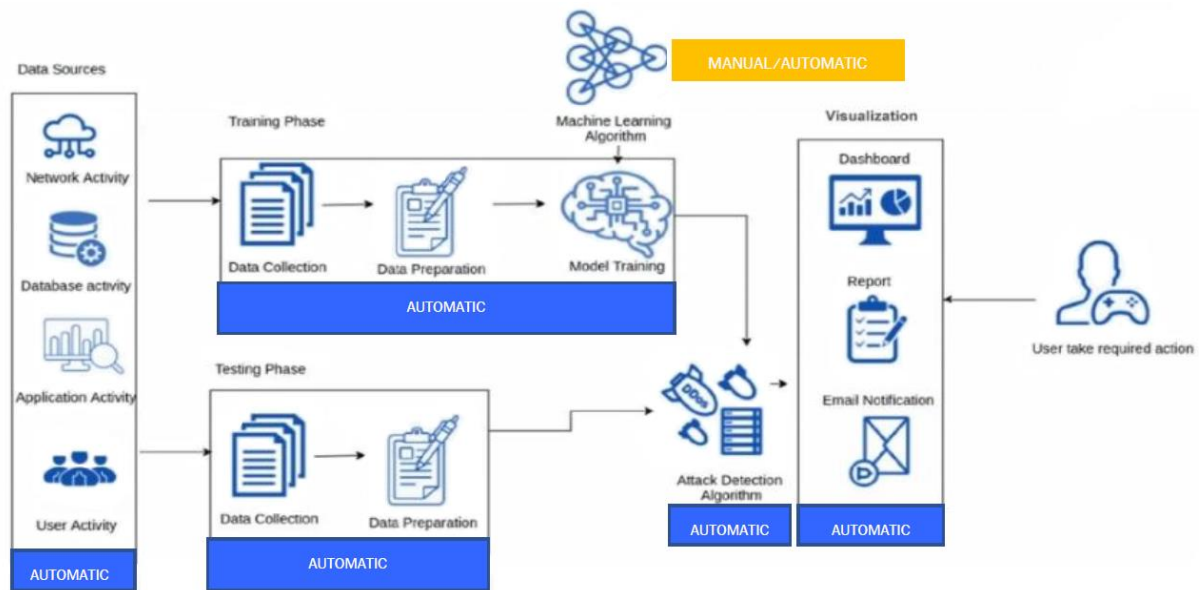 Data Sources
Network Activity
Database activity
Application Activity
User Activity
AUTOMATIC
Training Phase
Data Collection
Data Preparation
Model Training
AUTOMATIC
Machine Learning
Algorithm
MANUAL/AUTOMATIC
Testing Phase
Data Collection
Data Preparation
AUTOMATIC
DDos
Attack Detection
Algorithm
AUTOMATIC
Visualization
Dashboard
Report
Email Notification
AUTOMATIC
User take required action